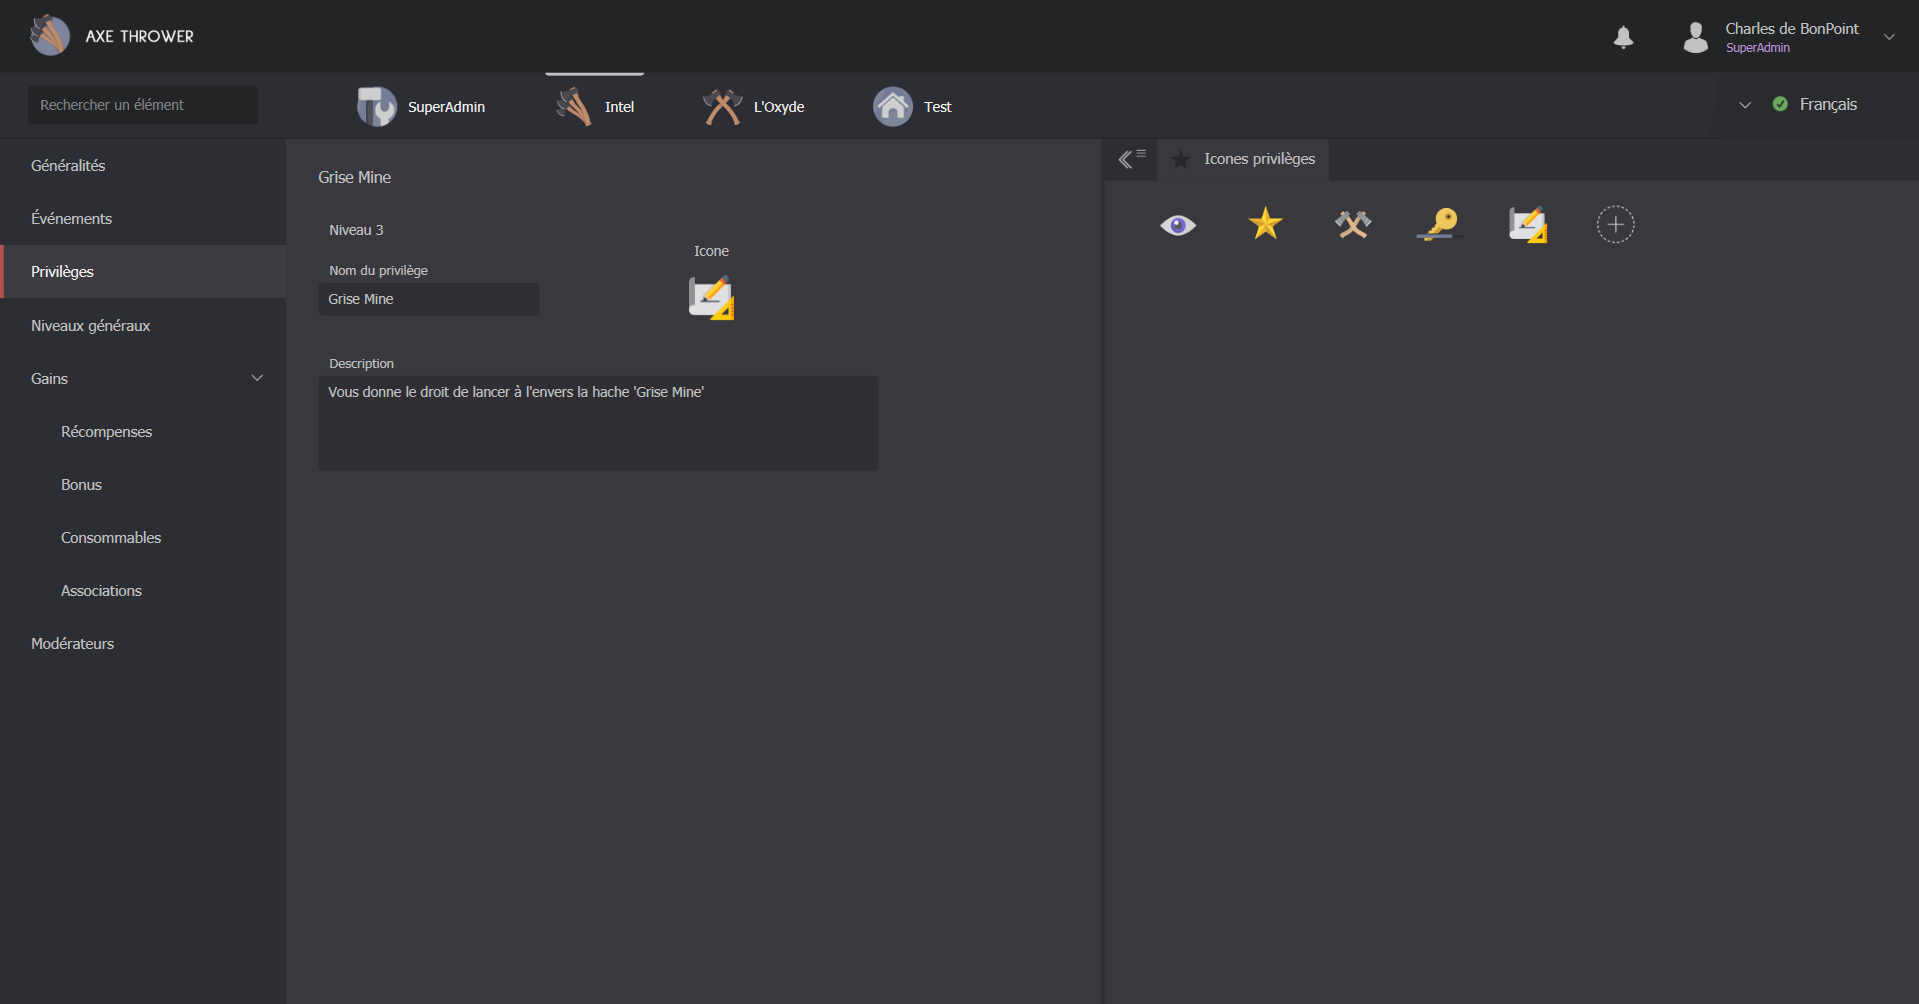 AXE THROWER
Charles de BonPoint
SuperAdmin
Rechercher un élément
SuperAdmin
Intel
L'Oxyde
Test
Français
Généralités
Événements
Privilèges
Niveaux généraux
Gains
Récompenses
Bonus
Consommables
Associations
Modérateurs
Grise Mine
Niveau 3
Icone
Nom du privilège
Grise Mine
Description
Vous donne le droit de lancer à l'envers la hache 'Grise Mine'
Icones privilèges